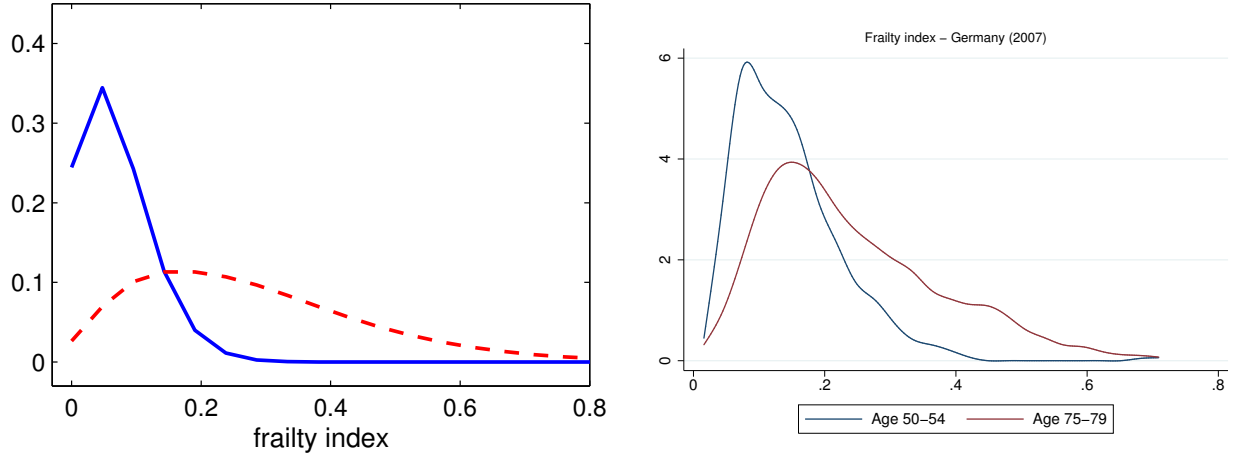 0.4
0.3
0.2
0.1
0
0 0.2 0.4 0.6 0.8
frailty index
Frailty index – Germany (2007)
6
4
2
0
0 .2 .4 .6 .8
Age 50–54 Age 75–79